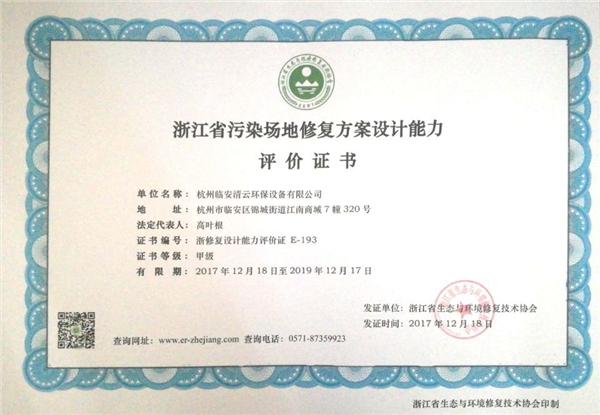 浙江省污染场地修复方案设计能力
评价证书
单位名称：杭州临安清云环保设备有限公司
地 址：杭州市临安区锦城街道江南商城7幢320号
法定代表人：高叶根
证书编号：浙修复设计能力评价证 E-193
证书等级：甲级
有 限 期：2017年12月18日至2019年12月17日
发证单位：浙江省生态与环境修复技术协会
发证时间：2017年12月18日
查询网址：www.er-zhejiang.com 查询电话：0571-87359923
浙江省生态与环境修复技术协会印制